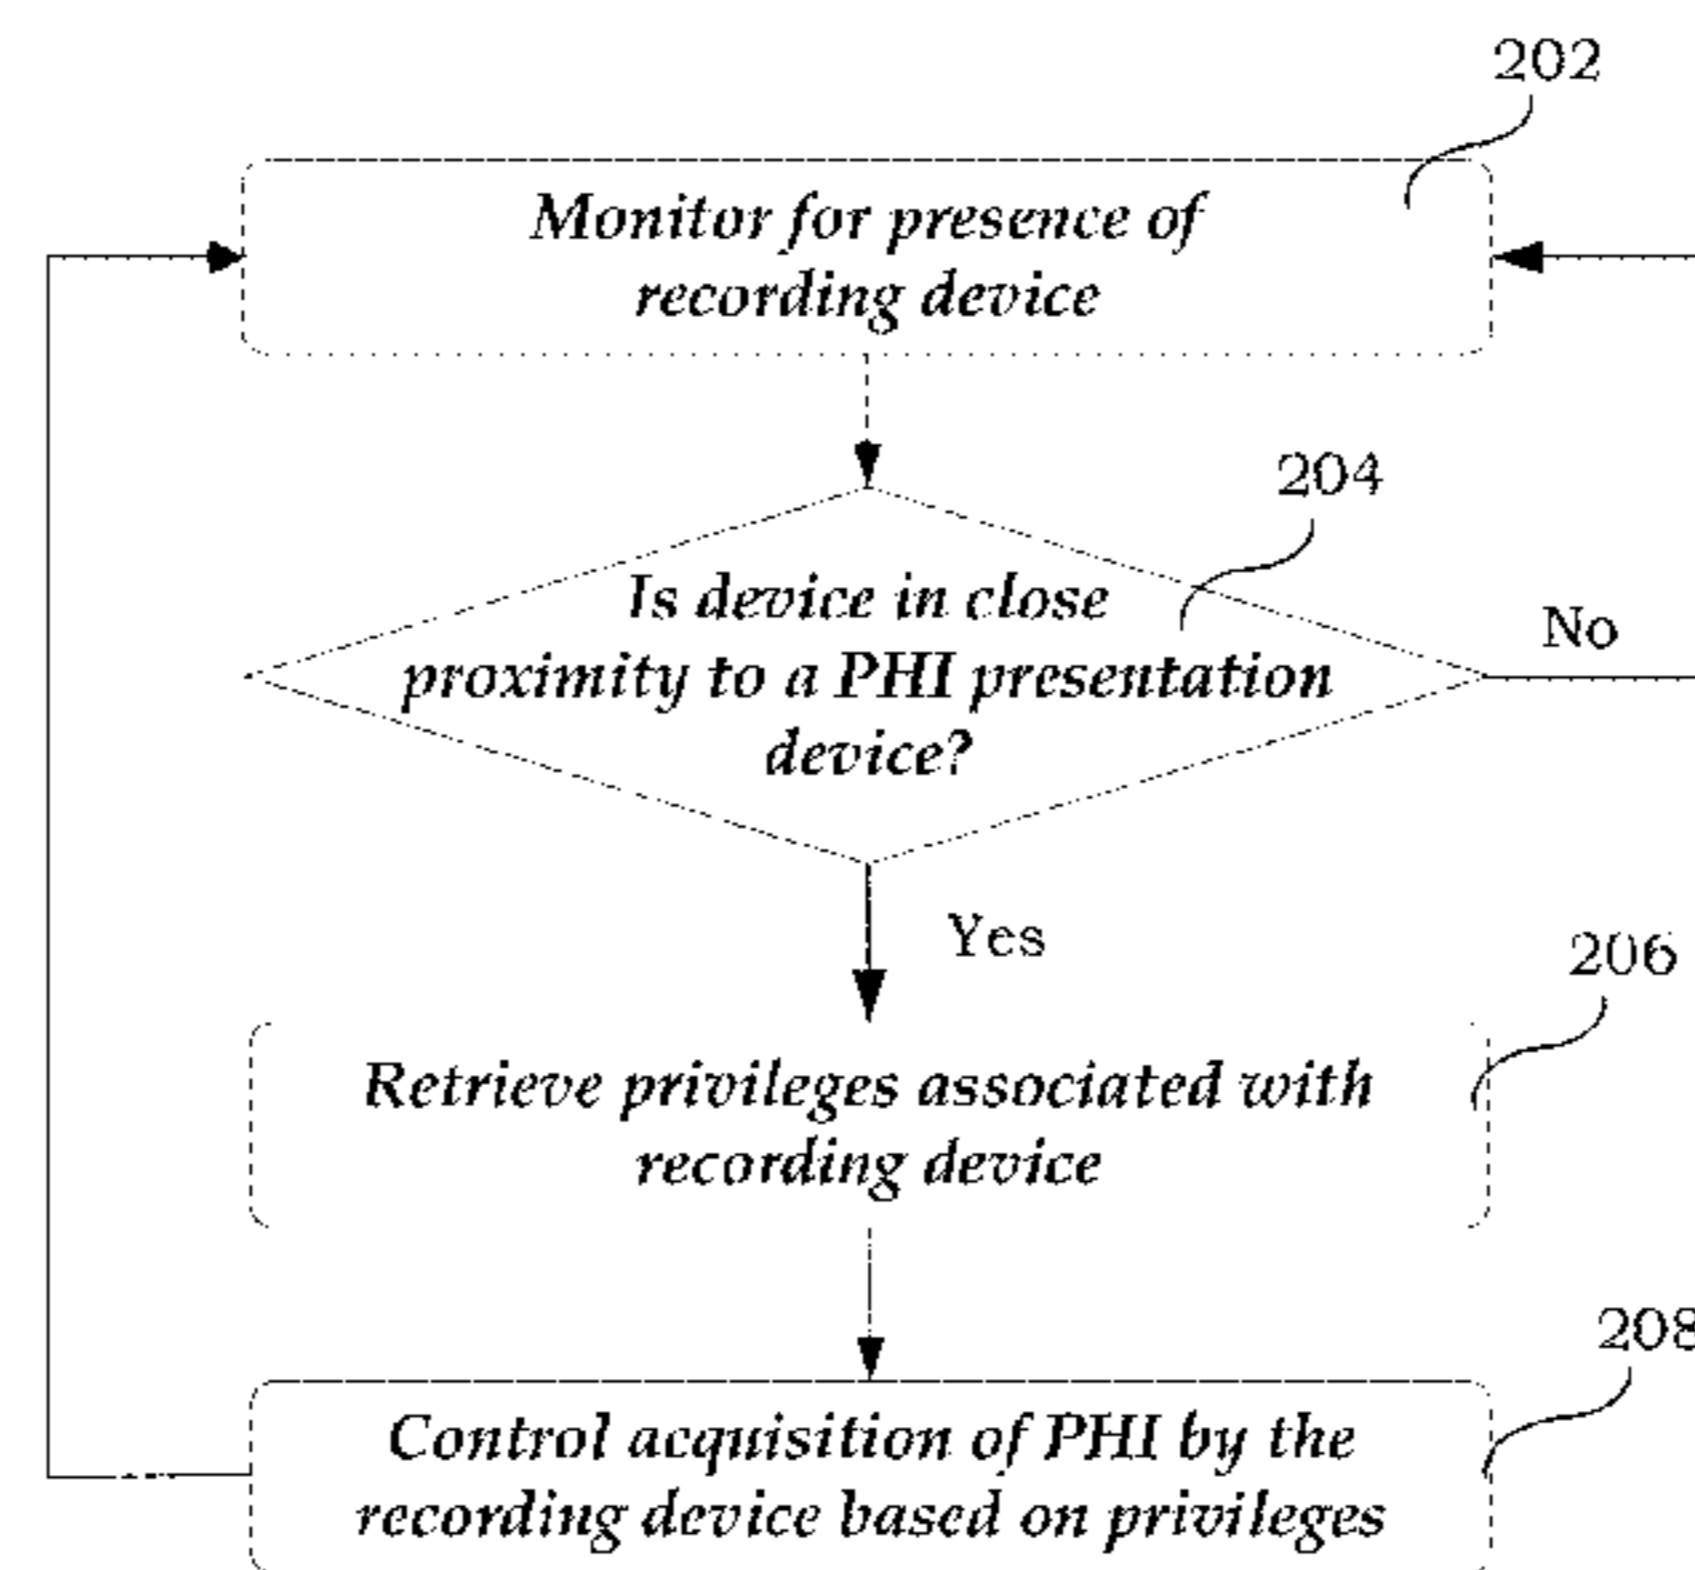 202
Monitor for presence of
recording device
204
Is device in close
proximity to a PHI presentation
device?
No
Yes
206
Retrieve privileges associated with
recording device
208
Control acquisition of PHI by the
recording device based on privileges